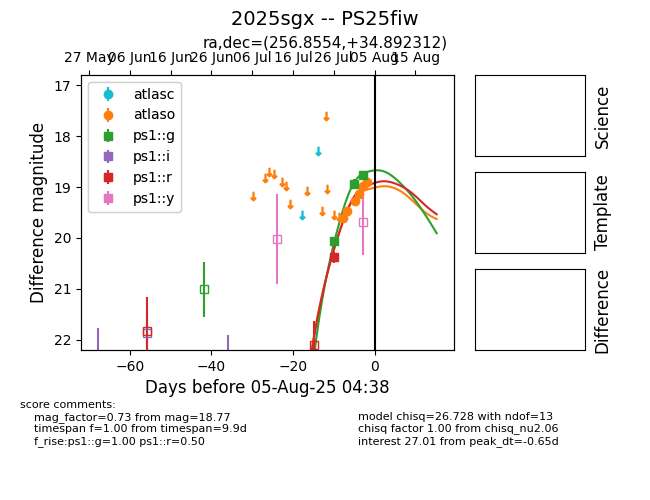 2025sgx -- PS25fiw
ra,dec=(256.8554,+34.892312)
27 May 06 Jun 16 Jun 26 Jun 06 Jul 16 Jul 26 Jul 05 Aug 15 Aug
atlasc
atlaso
ps1::g
ps1::i
ps1::r
ps1::y
17
18
19
20
21
22
Difference magnitude
−60 −40 −20 0
Days before 05-Aug-25 04:38
Science
Template
Difference
score comments:
mag_factor=0.73 from mag=18.77
timespan f=1.00 from timespan=9.9d
f_rise:ps1::g=1.00 ps1::r=0.50
model chisq=26.728 with ndof=13
chisq factor 1.00 from chisq_nu2.06
interest 27.01 from peak_dt=-0.65d